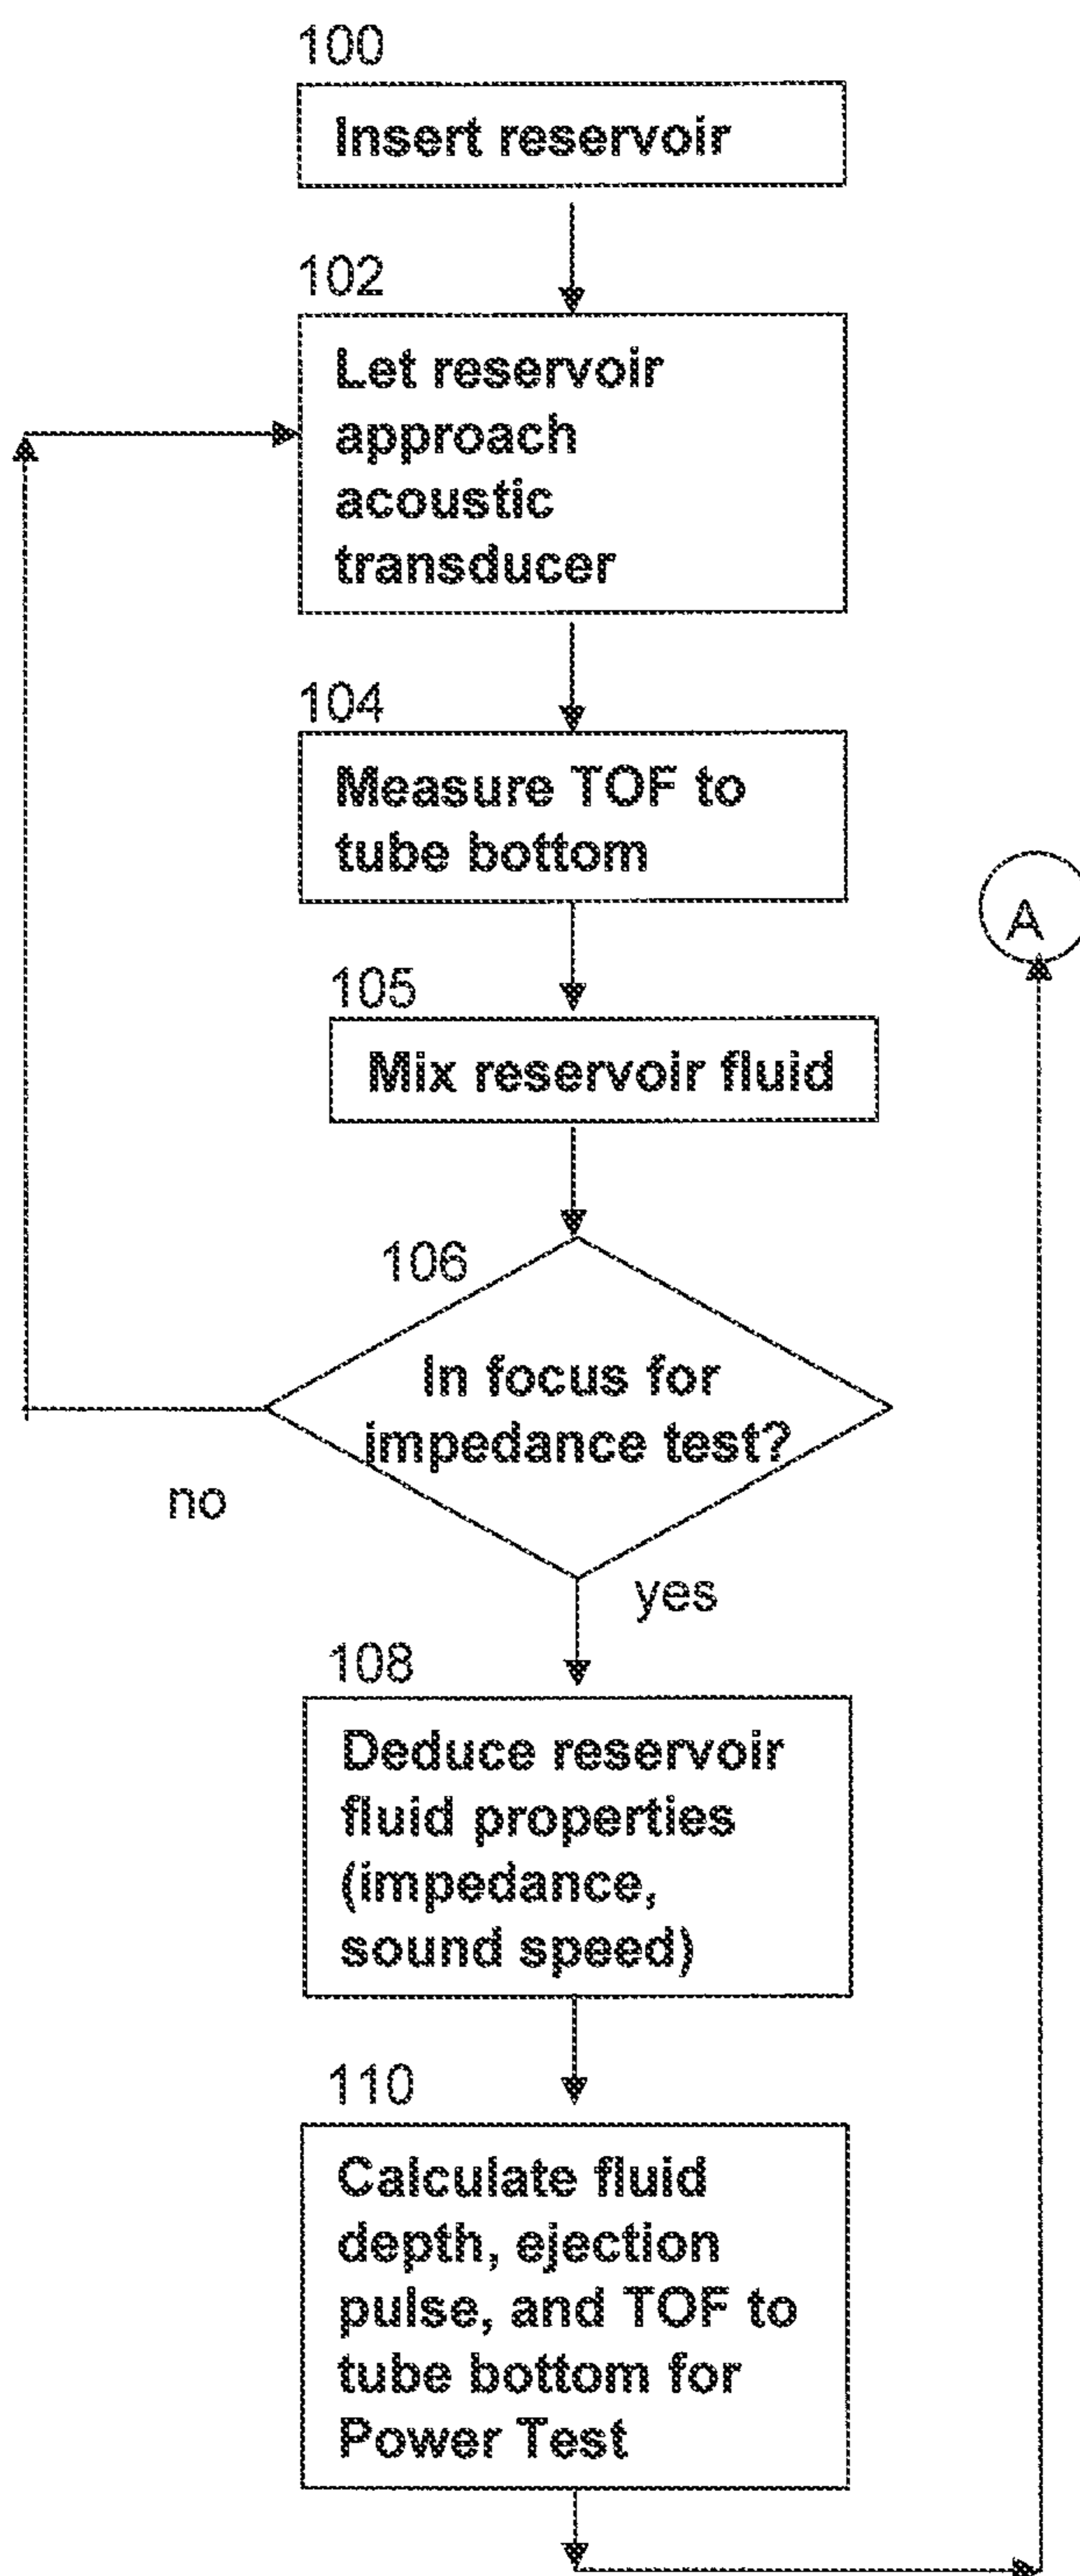 100
Insert reservoir
102
Let reservoir
approach
acoustic
transducer
104
Measure TOF to
tube bottom
A
105
Mix reservoir fluid
106
In focus for
impedance test?
no
yes
108
Deduce reservoir
fluid properties
(impedance,
sound speed)
110
Calculate fluid
depth, ejection
pulse, and TOF to
tube bottom for
Power Test